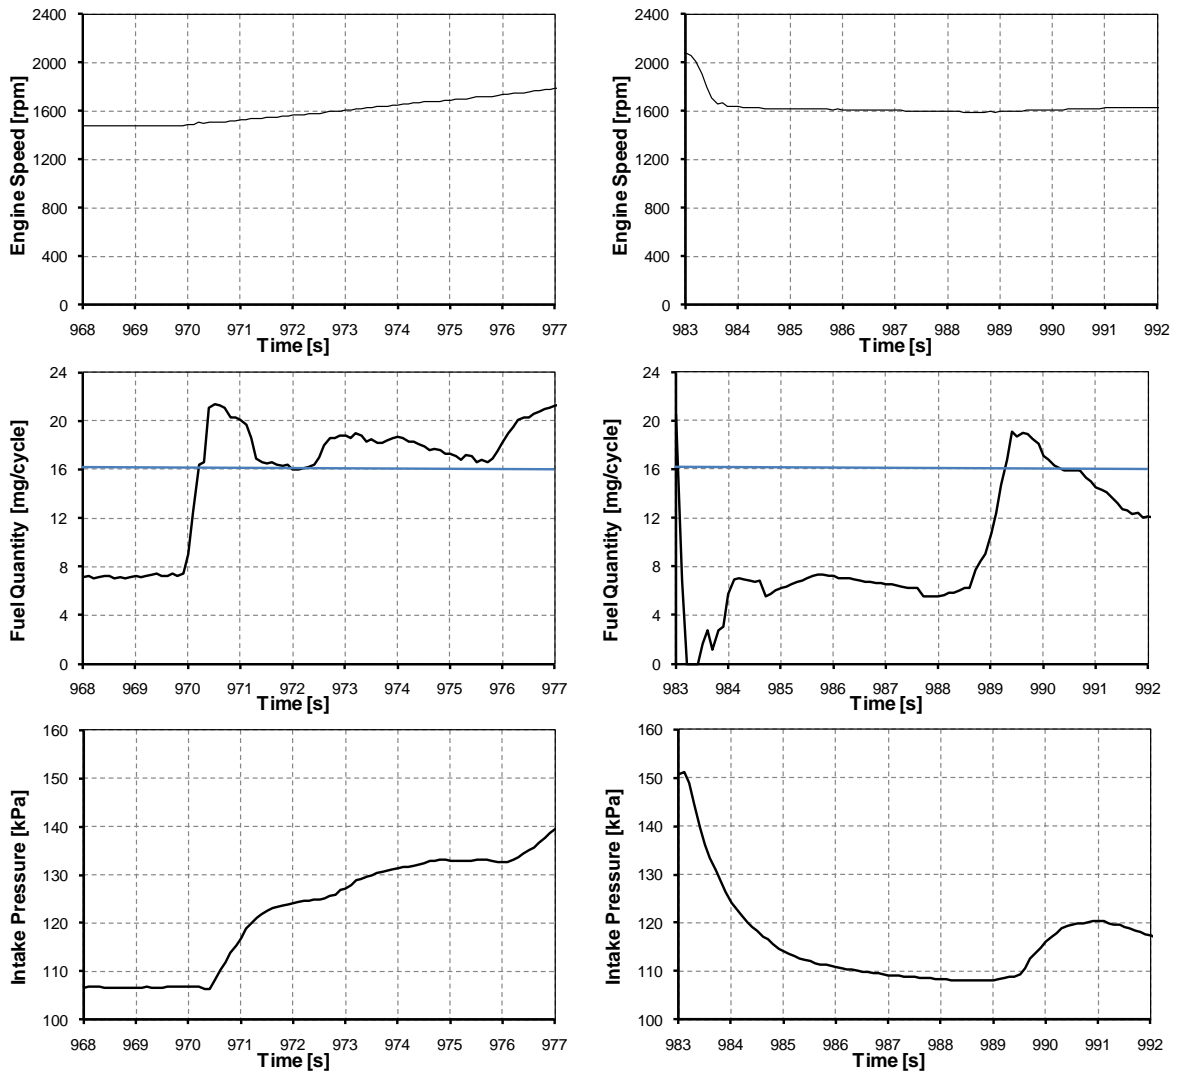 2400
2000
1600
1200
800
400
0
Engine Speed [rpm]
968 969 970 971 972 973 974 975 976 977
Time [s]
2400
2000
1600
1200
800
400
0
Engine Speed [rpm]
983 984 985 986 987 988 989 990 991 992
Time [s]
24
20
16
12
8
4
0
Fuel Quantity [mg/cycle]
968 969 970 971 972 973 974 975 976 977
Time [s]
24
20
16
12
8
4
0
Fuel Quantity [mg/cycle]
983 984 985 986 987 988 989 990 991 992
Time [s]
160
150
140
130
120
110
100
Intake Pressure [kPa]
968 969 970 971 972 973 974 975 976 977
Time [s]
160
150
140
130
120
110
100
Intake Pressure [kPa]
983 984 985 986 987 988 989 990 991 992
Time [s]